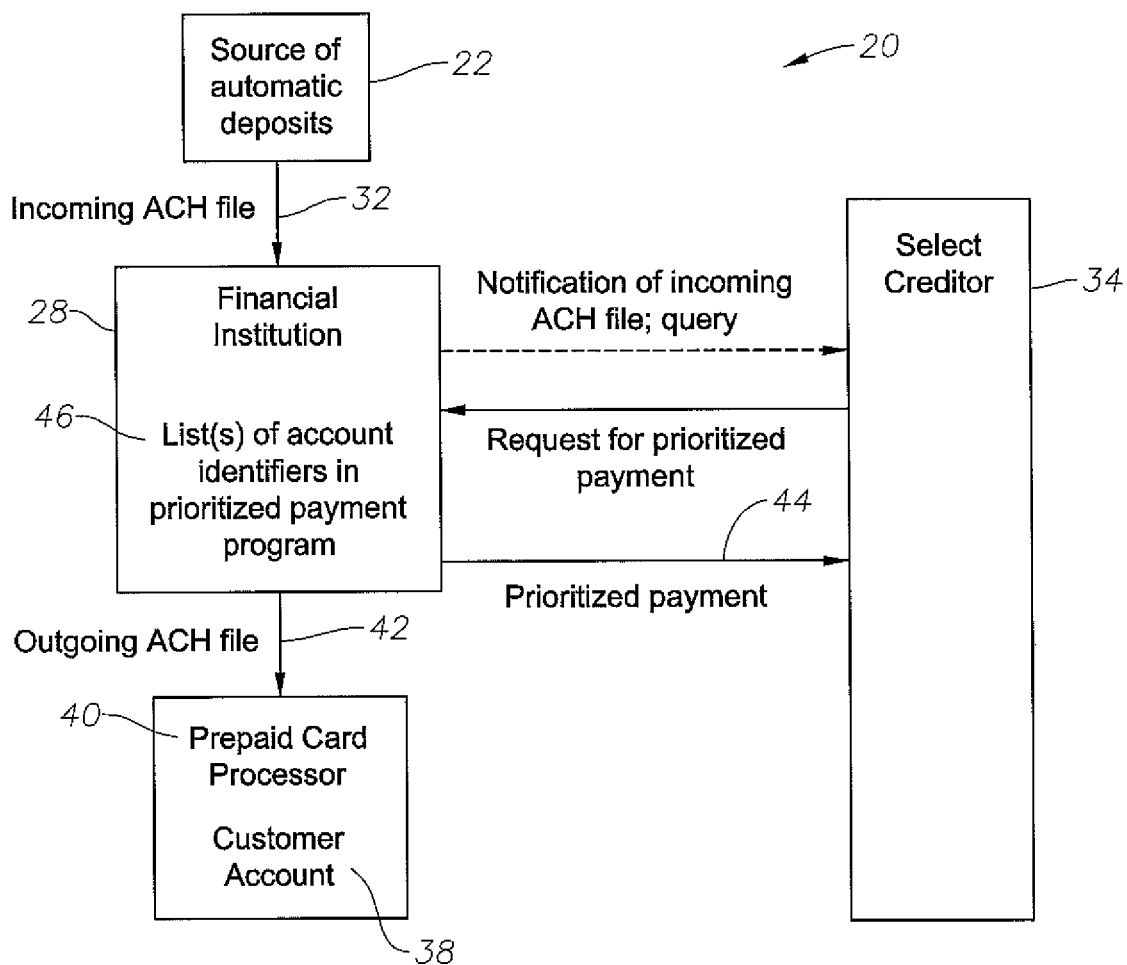 Source of
automatic
deposits
22
20
Incoming ACH file
32
Financial
Institution
28
46
List(s) of account
identifiers in
prioritized payment
program
Notification of incoming
ACH file; query
Request for prioritized
payment
44
Prioritized payment
Select
Creditor
34
Outgoing ACH file
42
40
Prepaid Card
Processor
Customer
Account
38